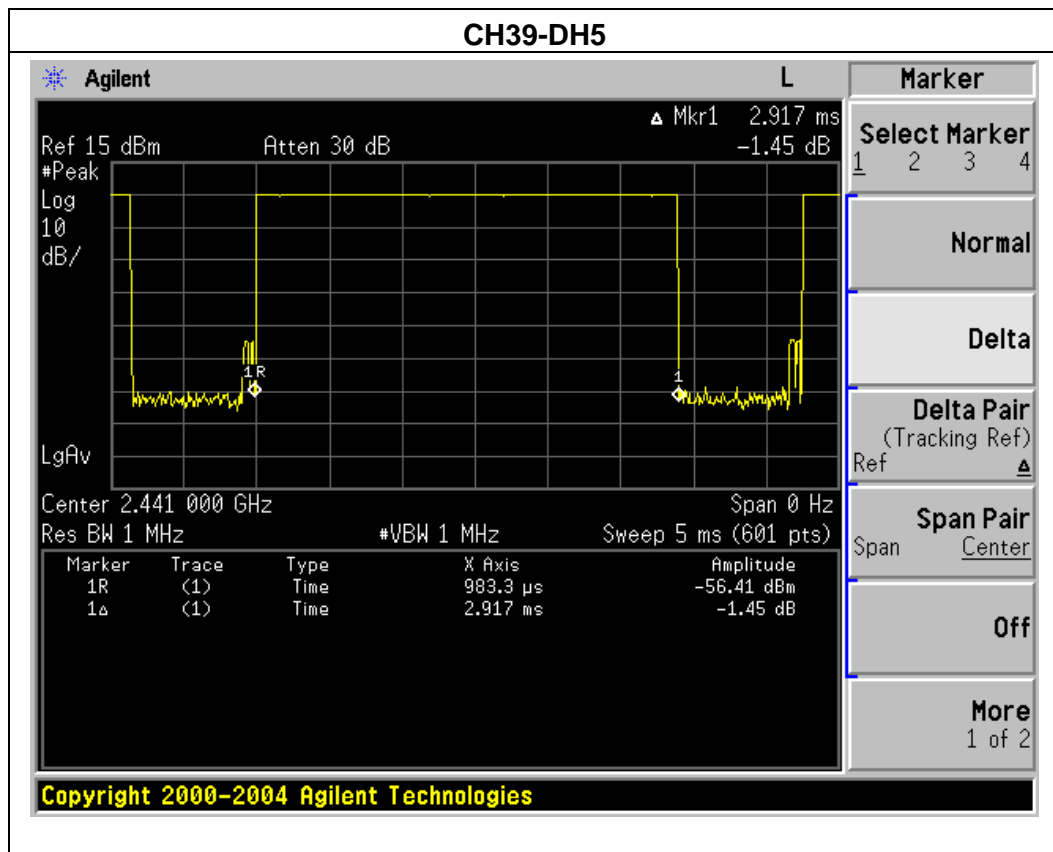 CH39-DH5
Agilent L
Δ Mkr1 2.917 ms
Ref 15 dBm Atten 30 dB -1.45 dB
#Peak
Log
10
dB/
1R
1
LgAv
Center 2.441 000 GHz Span 0 Hz
Res BW 1 MHz #VBW 1 MHz Sweep 5 ms (601 pts)
Marker Trace Type X Axis Amplitude
1R (1) Time 983.3 µs -56.41 dBm
1Δ (1) Time 2.917 ms -1.45 dB
Marker
Select Marker
1 2 3 4
Normal
Delta
Delta Pair
(Tracking Ref)
Ref Δ
Span Pair
Span Center
Off
More
1 of 2
Copyright 2000-2004 Agilent Technologies